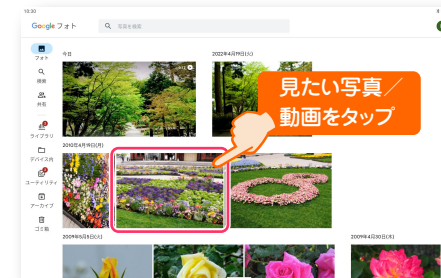 10:30
Google フォト
写真を検索
フォト
今日
2022年4月19日(火)
検索
共有
見たい写真／
動画をタップ
ライブラリ
2010年4月19日(月)
デバイス内
ユーティリティ
アーカイブ
ゴミ箱
2009年5月5日(火)
2009年4月30日(木)